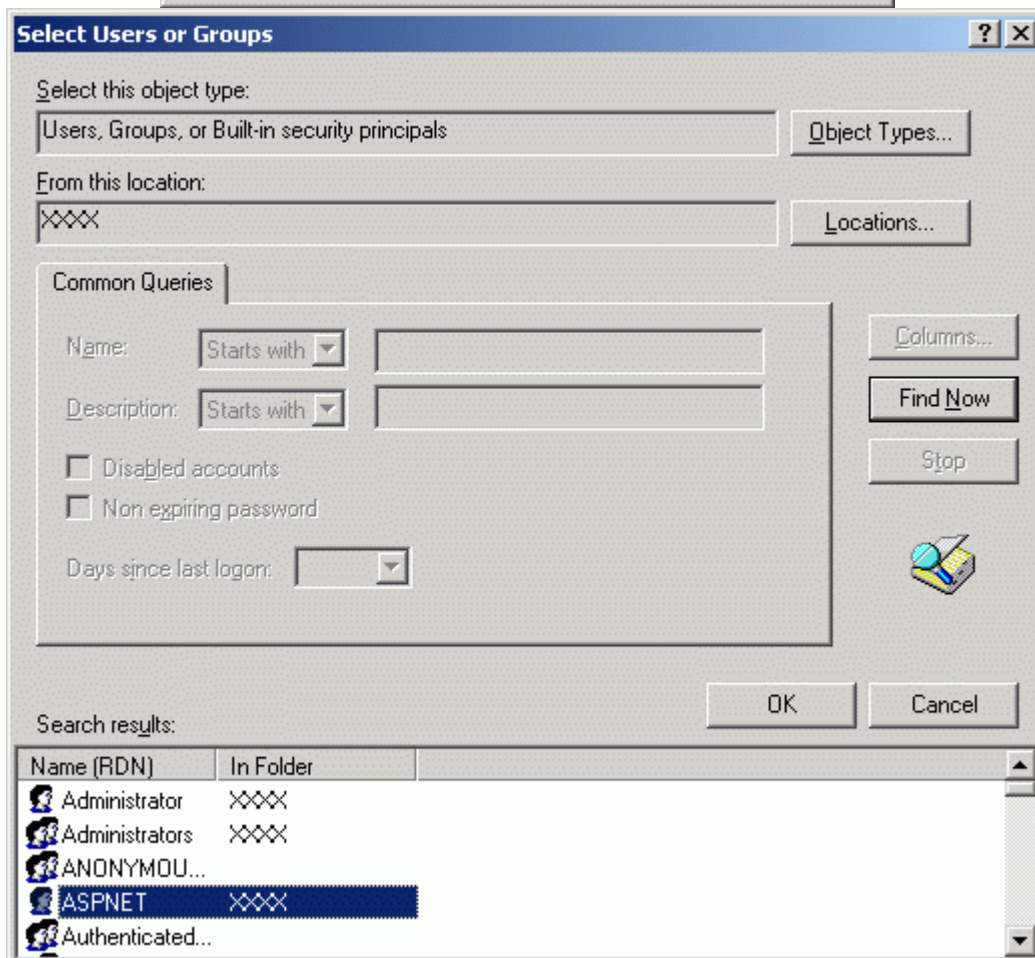 Select Users or Groups
Select this object type:
Users, Groups, or Built-in security principals
Object Types...
From this location:
XXXX
Locations...
Common Queries
Name: Starts with
Columns...
Description: Starts with
Find Now
Disabled accounts
Stop
Non expiring password
Days since last logon:
OK Cancel
Search results:
Name (RDN) In Folder
Administrator XXXX
Administrators XXXX
ANONYMOU...
ASPNET XXXX
Authenticated...